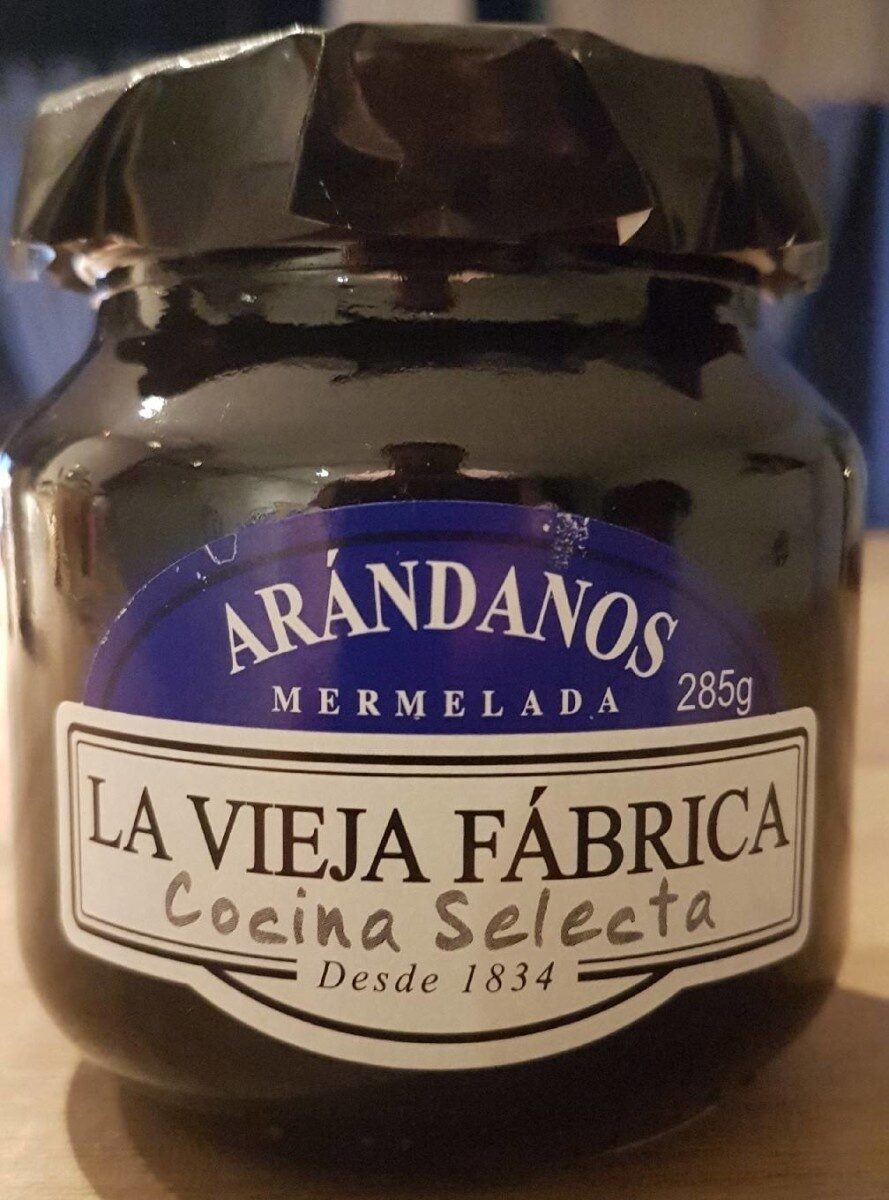 ARÁNDANOS
MERMELADA 285g
LA VIEJA FÁBRICA
Cocina Selecta
Desde 1834